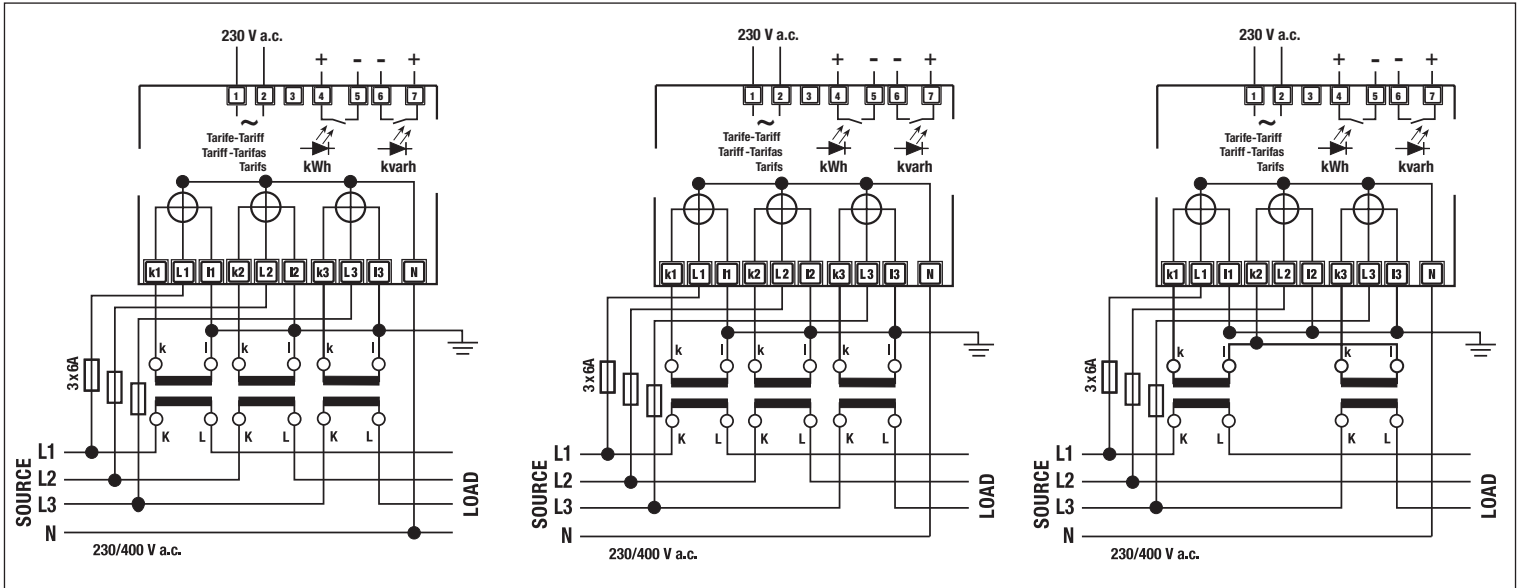 230 V a.c.
+ - - +
1 2 3 4 5 6 7
~
Tarife-Tariff
Tariff -Tarifas
Tarifs
kWh
kvarh
k1 L1 l1 k2 L2 l2 k3 L3 l3 N
k l k l k l
3 x 6A
K L K L K L
L1
L2
L3
N
SOURCE
LOAD
230/400 V a.c.
230 V a.c.
+ - - +
1 2 3 4 5 6 7
~
Tarife-Tariff
Tariff -Tarifas
Tarifs
kWh
kvarh
k1 L1 l1 k2 L2 l2 k3 L3 l3 N
k l k l k l
3 x 6A
K L K L K L
L1
L2
L3
N
SOURCE
LOAD
230/400 V a.c.
230 V a.c.
+ - - +
1 2 3 4 5 6 7
~
Tarife-Tariff
Tariff -Tarifas
Tarifs
kWh
kvarh
k1 L1 l1 k2 L2 l2 k3 L3 l3 N
k l k l
3 x 6A
K L K L
L1
L2
L3
N
SOURCE
LOAD
230/400 V a.c.